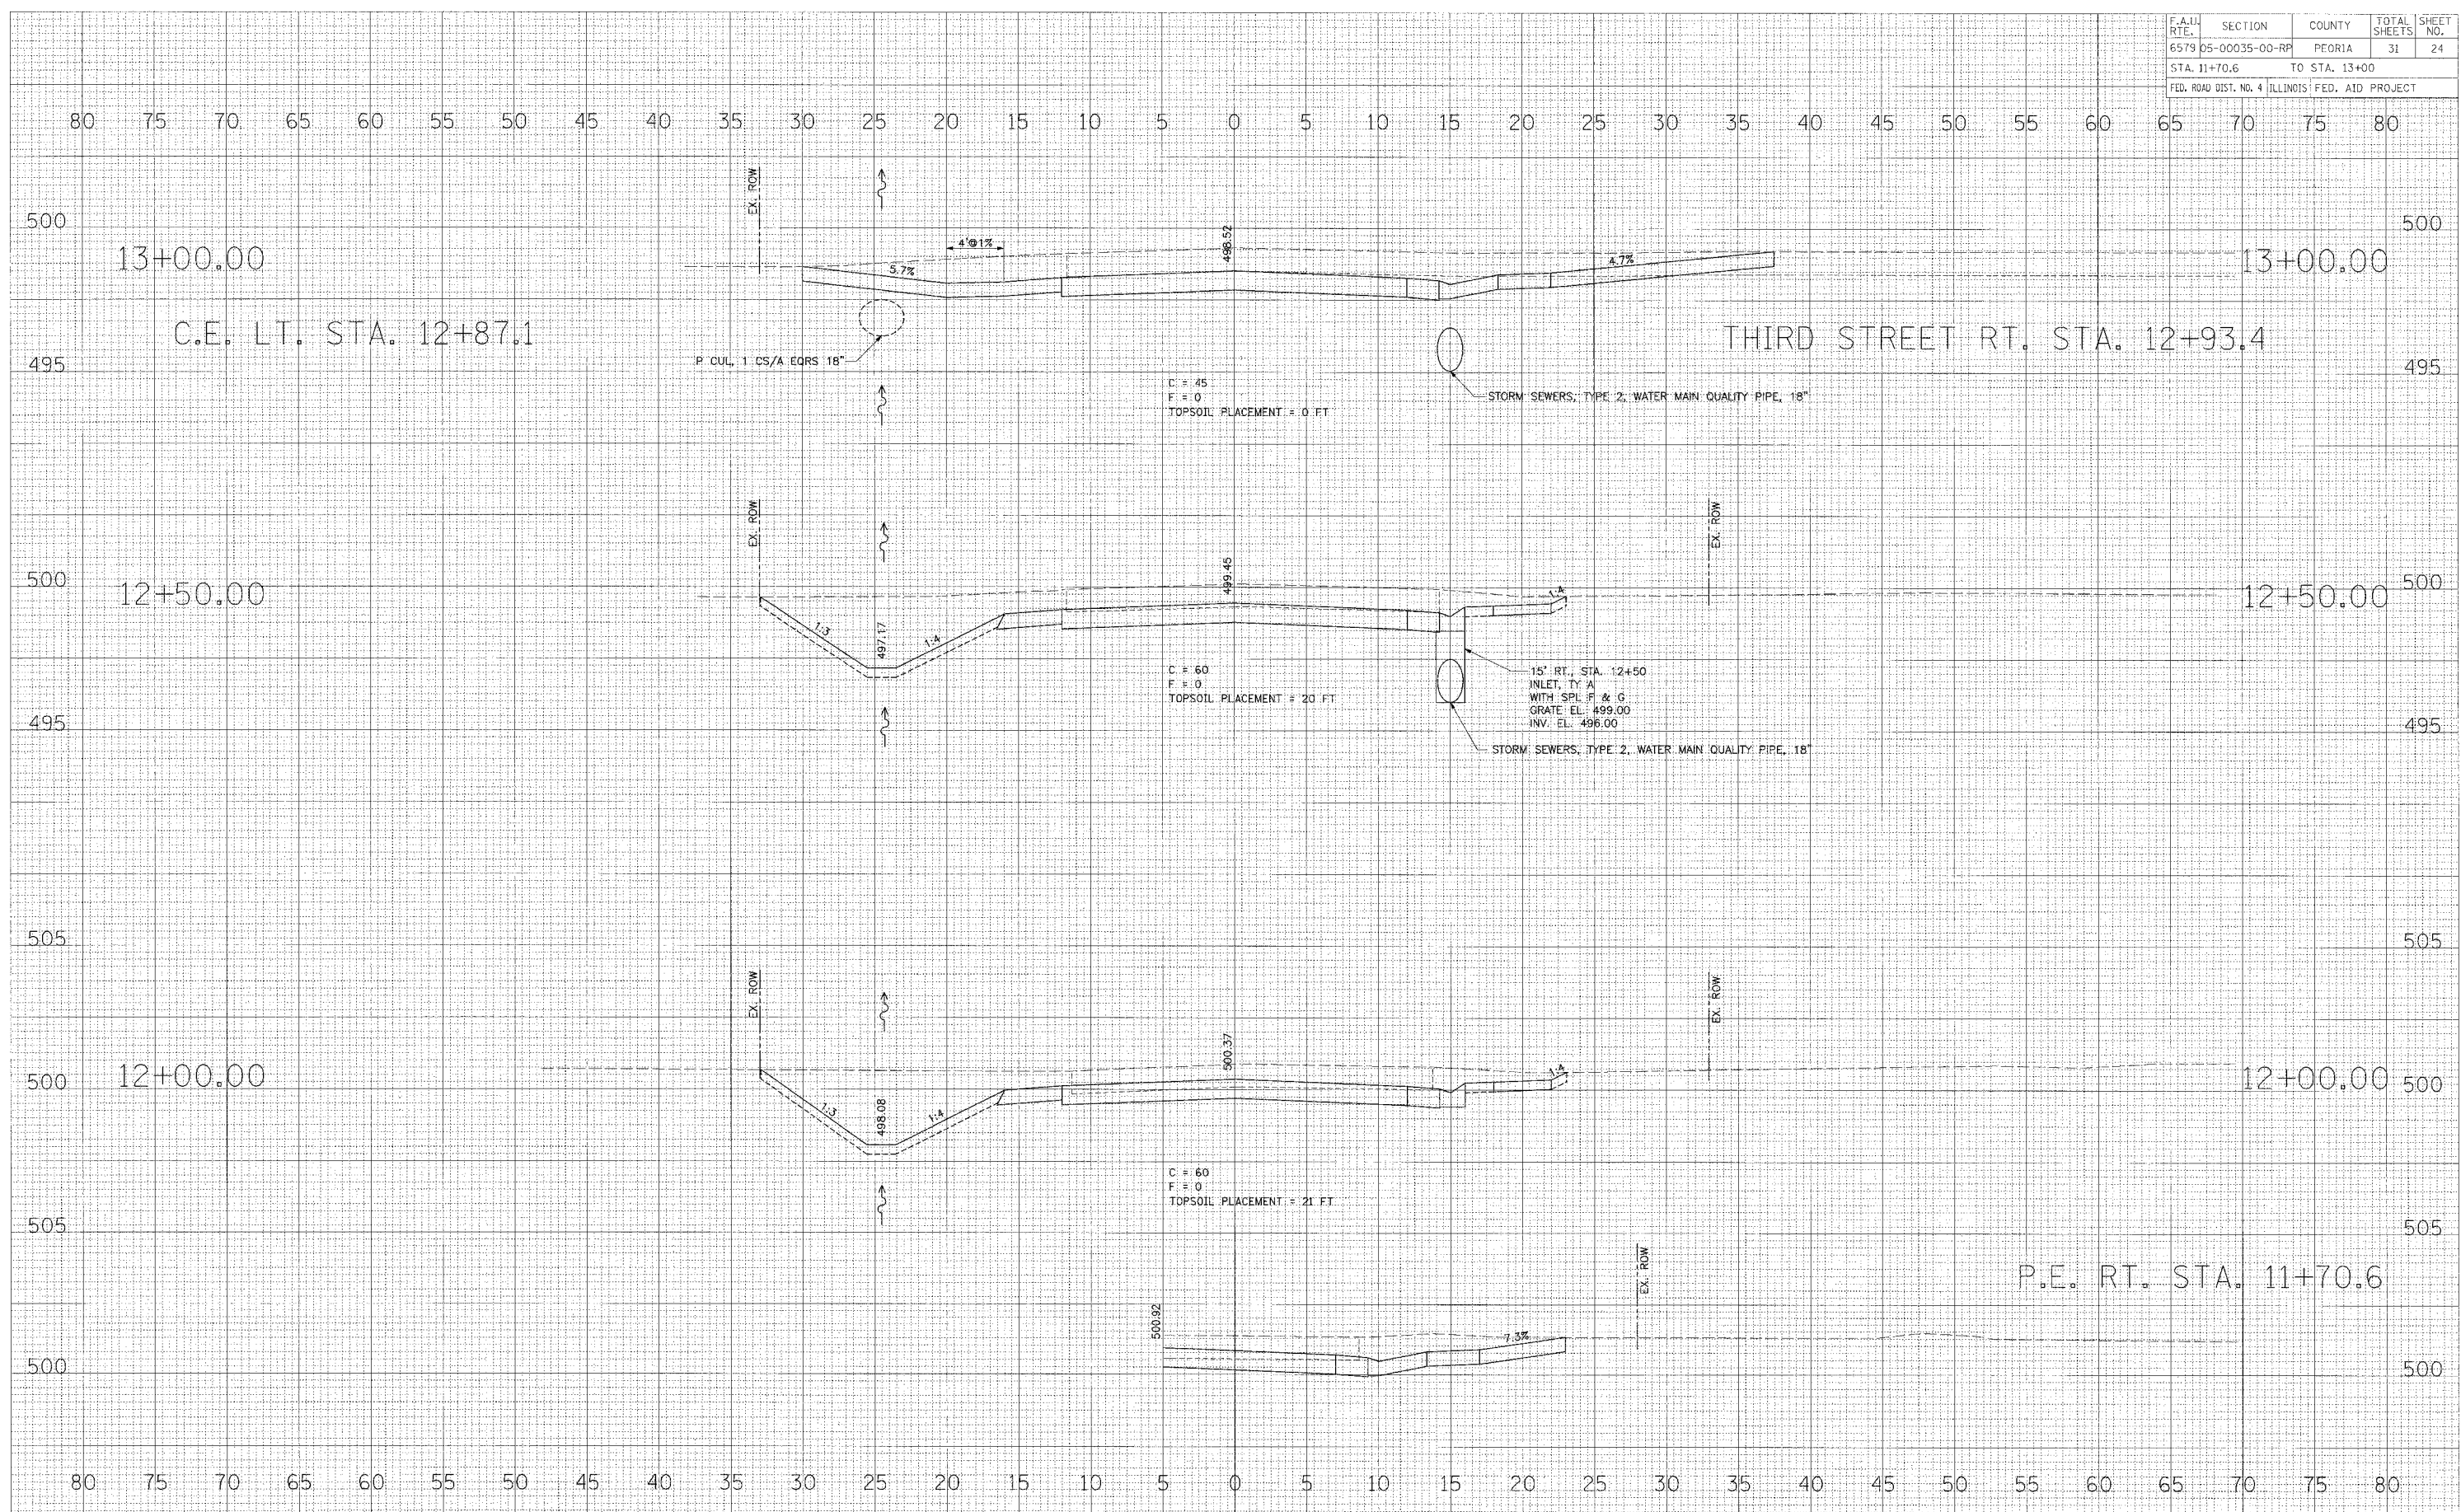 F.A.U. RTE. SECTION COUNTY TOTAL SHEETS SHEET NO.
6579 05-00035-00-RP PEORIA 31 24
STA. 11+70.6 TO STA. 13+00
FED. ROAD DIST. NO. 4 ILLINOIS FED. AID PROJECT
80 75 70 65 60 55 50 45 40 35 30 25 20 15 10 5 0 5 10 15 20 25 30 35 40 45 50 55 60 65 70 75 80
EX. ROW
500 500
13+00.00 4'@1% 498.52 13+00.00
5.7% 4.7%
C.E. LT. STA. 12+87.1 THIRD STREET RT. STA. 12+93.4
P CUL, 1 CS/A EQRS 18"
495 495
C = 45
F = 0
TOPSOIL PLACEMENT = 0 FT
STORM SEWERS, TYPE 2, WATER MAIN QUALITY PIPE, 18"
EX. ROW EX. ROW
500 499.45 500
12+50.00 1:4 12+50.00
1:3 497.17 1:4
C = 60
F = 0
TOPSOIL PLACEMENT = 20 FT
15' RT., STA. 12+50
INLET, TY A
WITH SPL F & G
GRATE EL. 499.00
INV. EL. 496.00
495 495
STORM SEWERS, TYPE 2, WATER MAIN QUALITY PIPE, 18"
505 505
EX. ROW EX. ROW
500.37
500 12+00.00 1:4 12+00.00 500
1:3 498.08 1:4
C = 60
F = 0
TOPSOIL PLACEMENT = 21 FT
505 505
EX. ROW
P.E. RT. STA. 11+70.6
500.92 7.3%
500 500
80 75 70 65 60 55 50 45 40 35 30 25 20 15 10 5 0 5 10 15 20 25 30 35 40 45 50 55 60 65 70 75 80